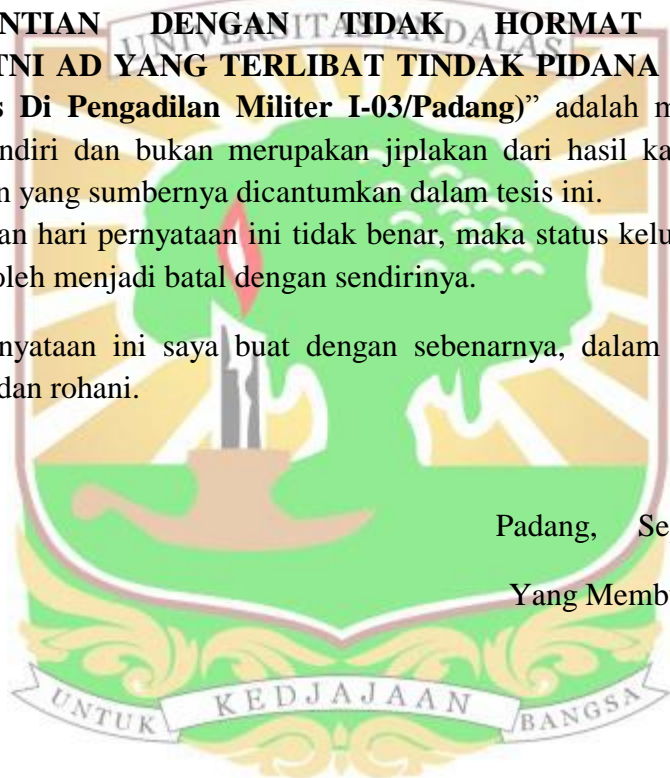 NTIAN DENGAN TIDAK HORMAT
UNIVERSITAS ANDALAS
TNI AD YANG TERLIBAT TINDAK PIDANA
s Di Pengadilan Militer I-03/Padang)” adalah m
ndiri dan bukan merupakan jiplakan dari hasil ka
n yang sumbernya dicantumkan dalam tesis ini.
an hari pernyataan ini tidak benar, maka status kelu
oleh menjadi batal dengan sendirinya.
nyataan ini saya buat dengan sebenarnya, dalam
dan rohani.
Padang, Se
Yang Memb
UNTUK KEDJAJAAN BANGSA